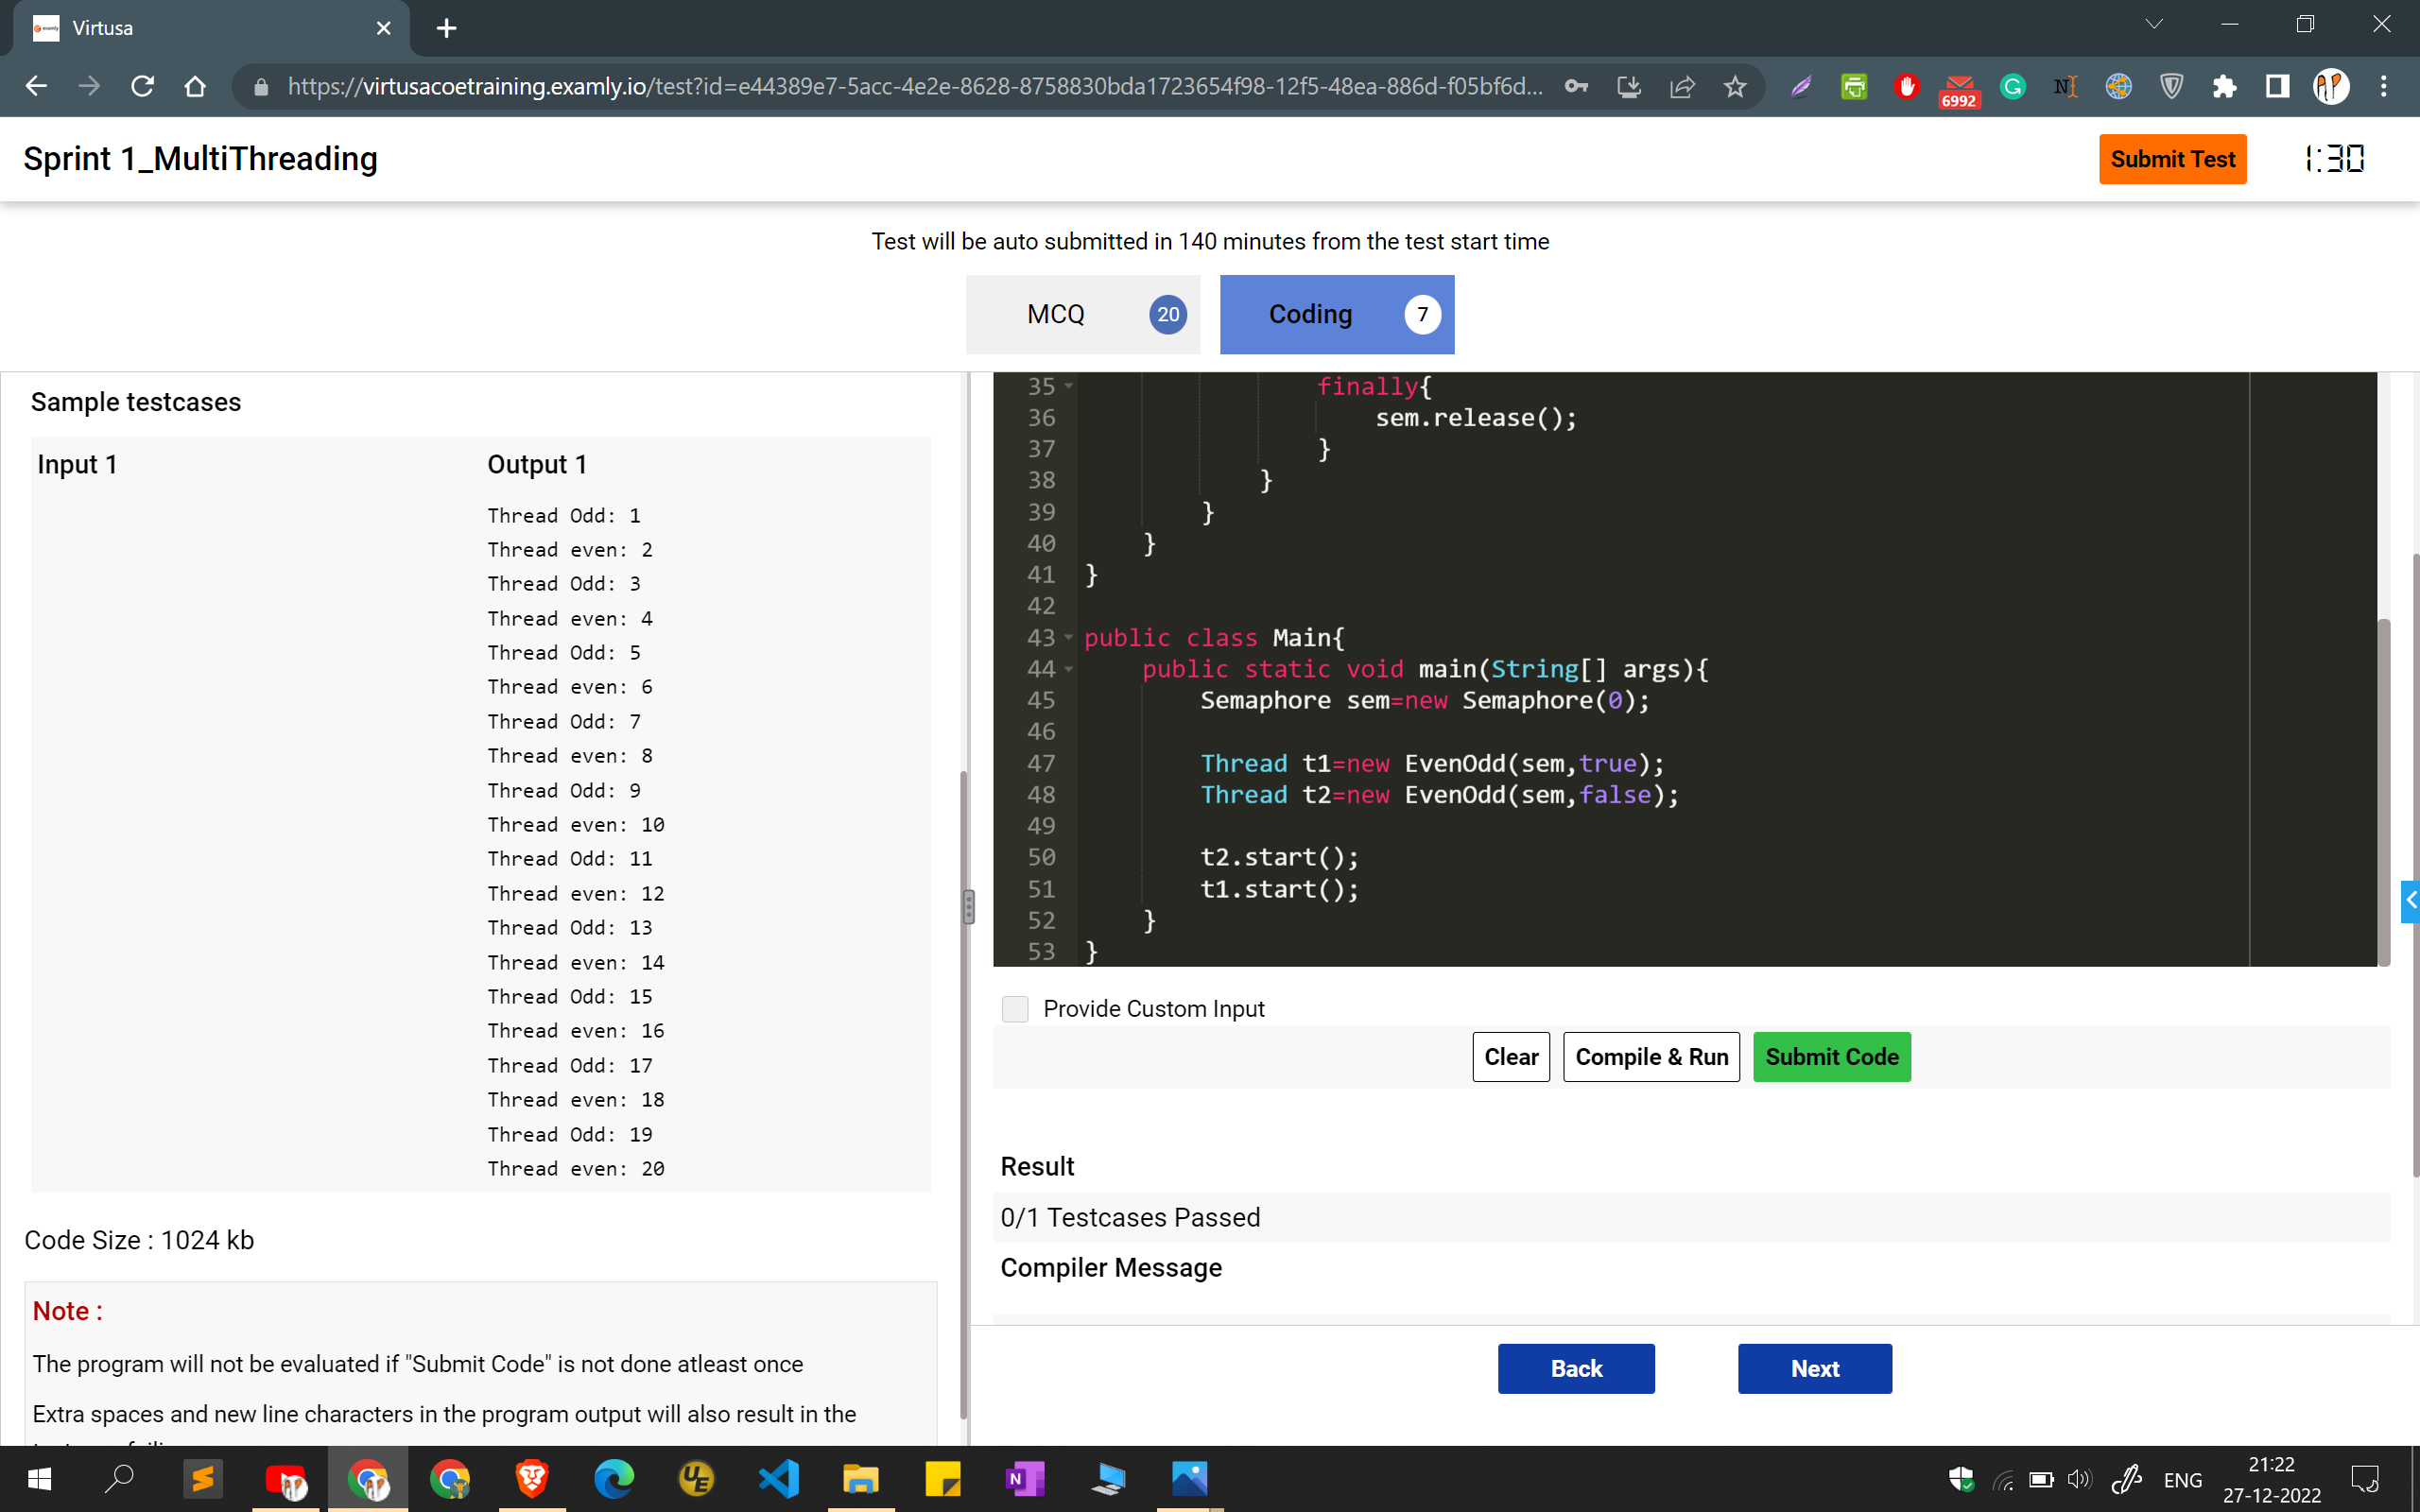 Virtusa
https://virtusacoetraining.examly.io/test?id=e44389e7-5acc-4e2e-8628-8758830bda1723654f98-12f5-48ea-886d-f05bf6d...
6992
Sprint 1_MultiThreading
Submit Test
1:30
Test will be auto submitted in 140 minutes from the test start time
MCQ 20
Coding 7
Sample testcases
Input 1
Output 1
Thread Odd: 1
Thread even: 2
Thread Odd: 3
Thread even: 4
Thread Odd: 5
Thread even: 6
Thread Odd: 7
Thread even: 8
Thread Odd: 9
Thread even: 10
Thread Odd: 11
Thread even: 12
Thread Odd: 13
Thread even: 14
Thread Odd: 15
Thread even: 16
Thread Odd: 17
Thread even: 18
Thread Odd: 19
Thread even: 20
Code Size : 1024 kb
Note :
The program will not be evaluated if "Submit Code" is not done atleast once
Extra spaces and new line characters in the program output will also result in the
35 finally{
36 sem.release();
37 }
38 }
39 }
40 }
41 }
42
43 public class Main{
44 public static void main(String[] args){
45 Semaphore sem=new Semaphore(0);
46
47 Thread t1=new EvenOdd(sem,true);
48 Thread t2=new EvenOdd(sem,false);
49
50 t2.start();
51 t1.start();
52 }
53 }
Provide Custom Input
Clear
Compile & Run
Submit Code
Result
0/1 Testcases Passed
Compiler Message
Back
Next
ENG
21:22
27-12-2022